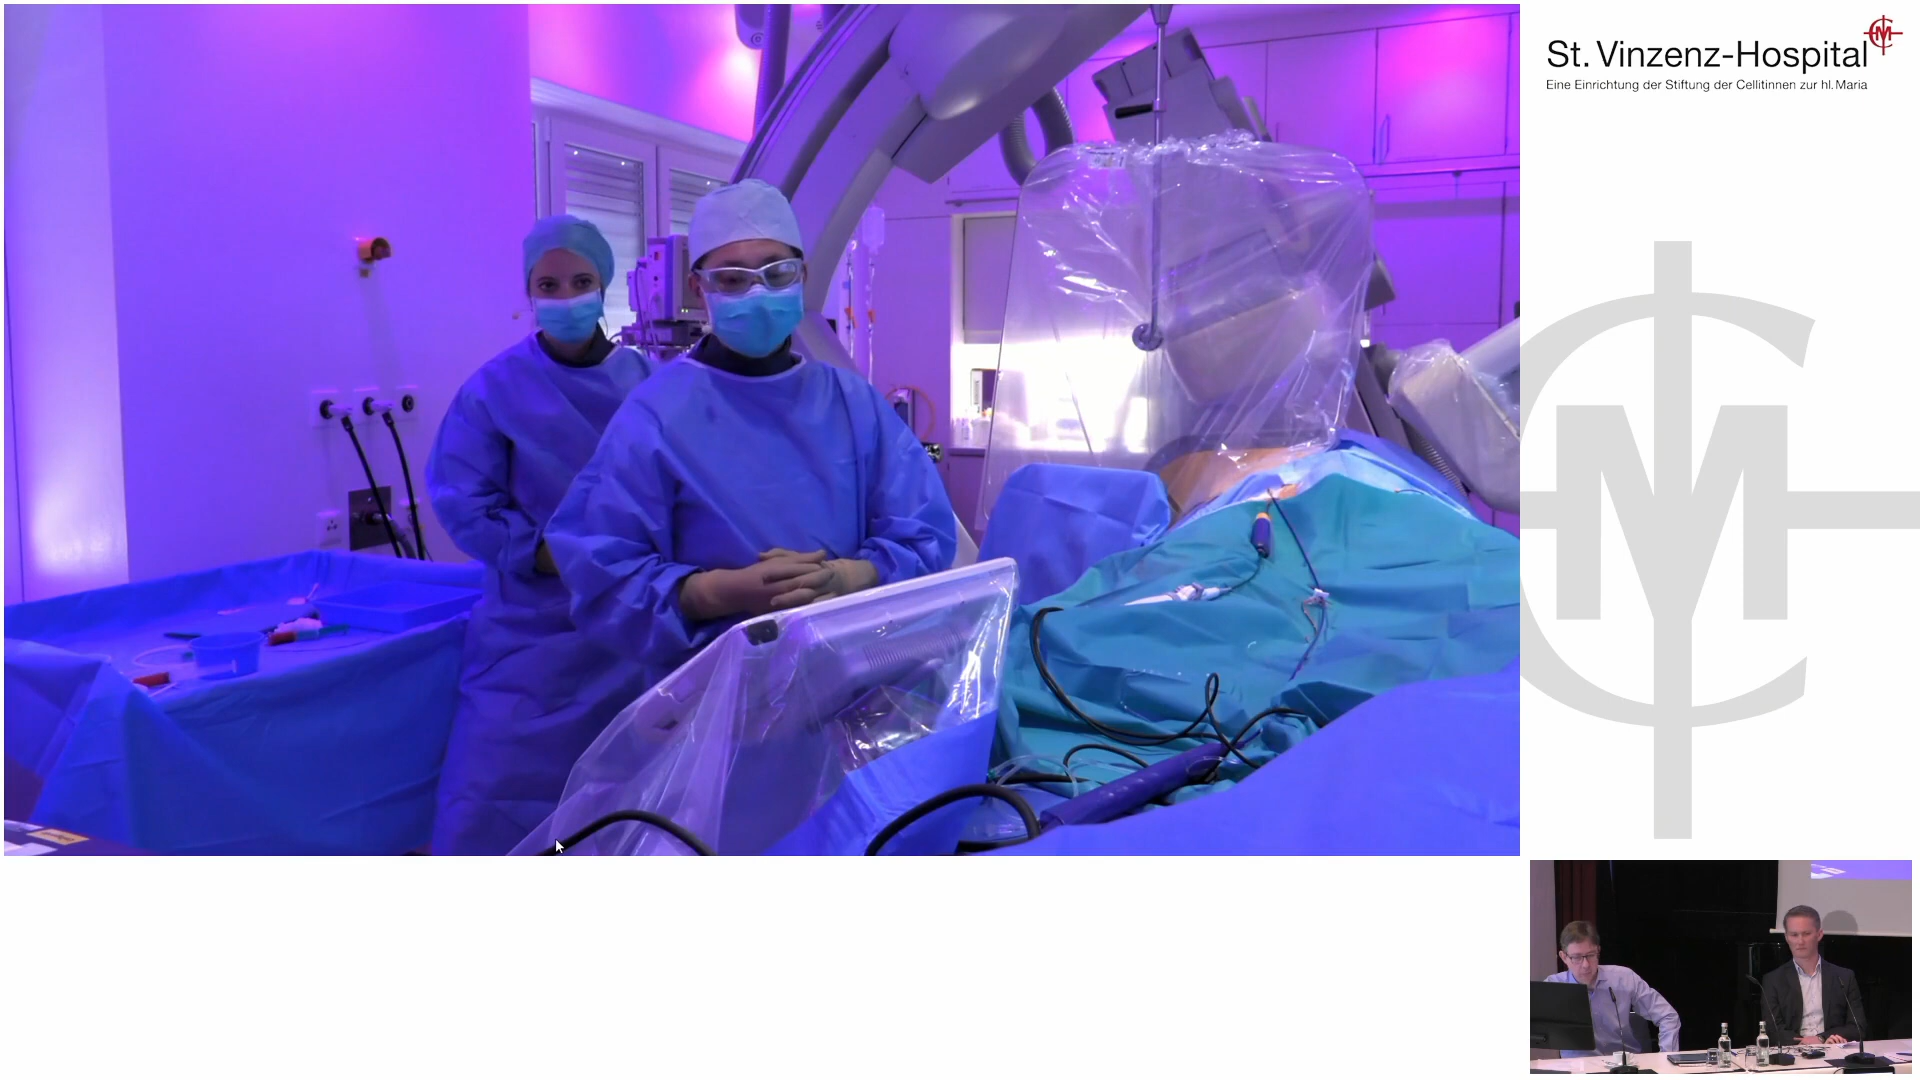 St. Vinzenz-Hospital
Eine Einrichtung der Stiftung der Cellitinnen zur hl. Maria